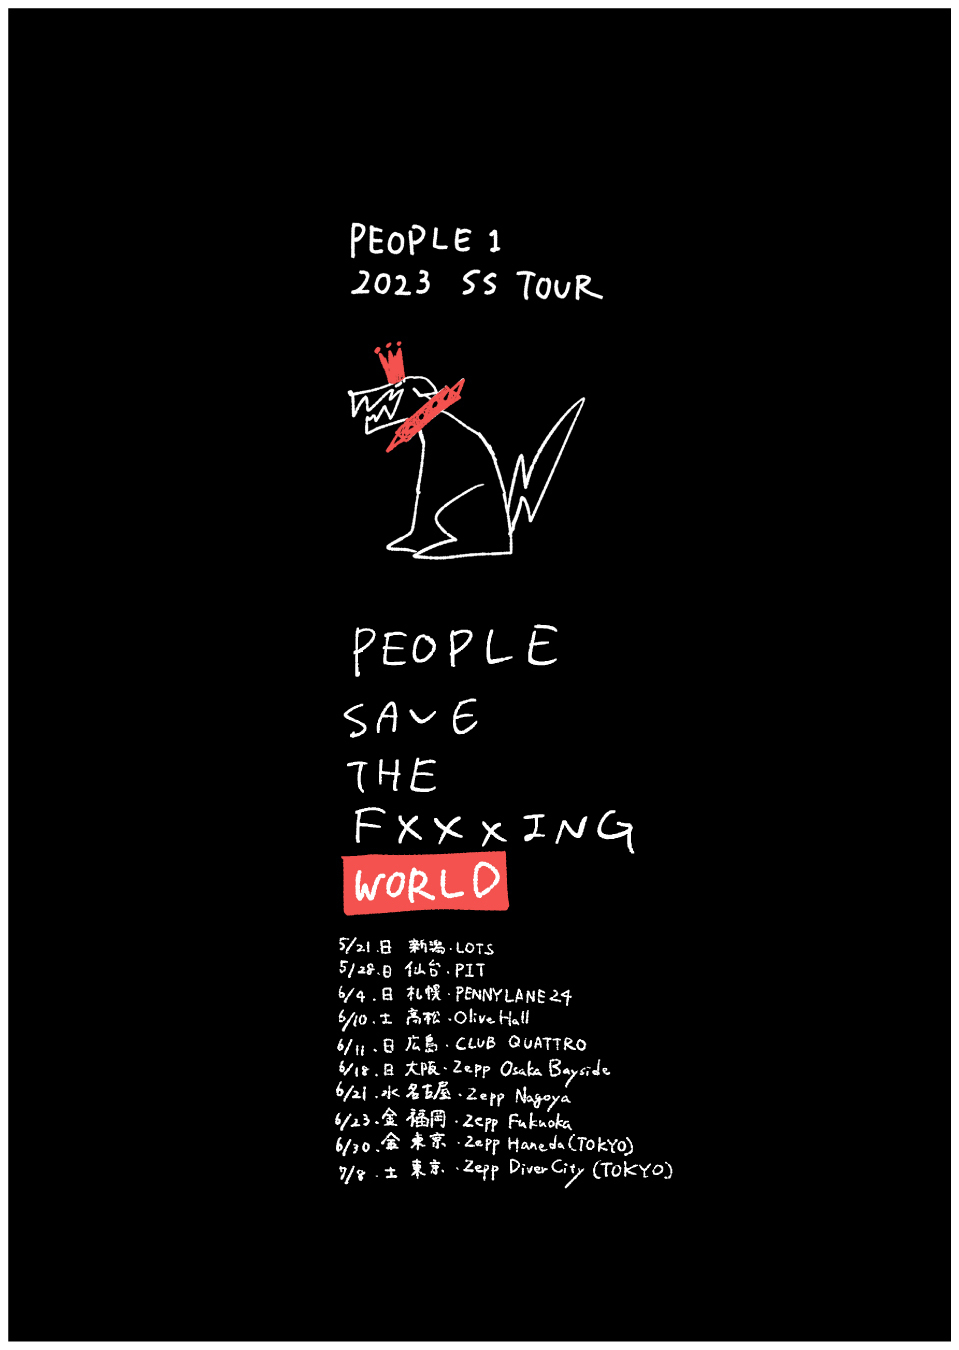 PEOPLE 1
2023 SS TOUR
PEOPLE
SAVE
THE
FXXXING
WORLD
5/21.日 新潟・LOTS
5/28.日 仙台・PIT
6/4.日 札幌・PENNYLANE24
6/10.土 高松・Olive Hall
6/11.日 広島・CLUB QUATTRO
6/18.日 大阪・Zepp Osaka Bayside
6/21.水 名古屋・Zepp Nagoya
6/23.金 福岡・Zepp Fukuoka
6/30.金 東京・Zepp Haneda (TOKYO)
7/8.土 東京・Zepp DiverCity (TOKYO)